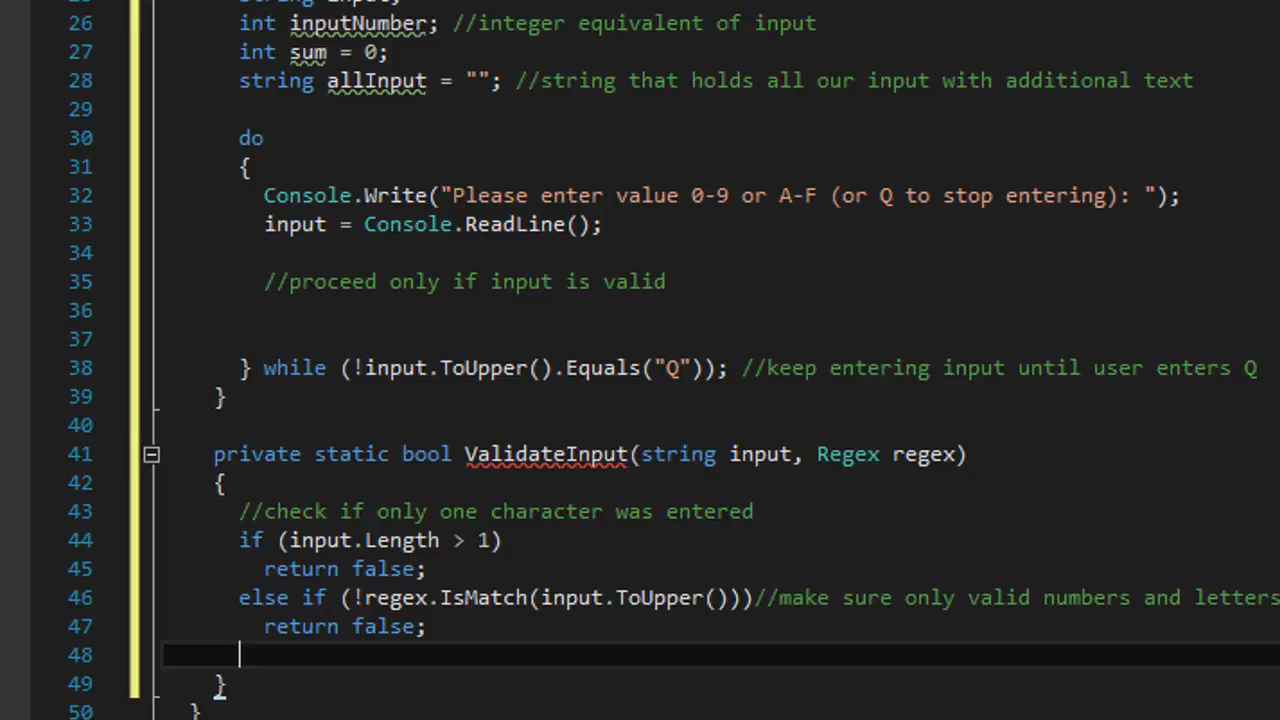 26 int inputNumber; //integer equivalent of input
27 int sum = 0;
28 string allInput = ""; //string that holds all our input with additional text
29
30 do
31 {
32 Console.Write("Please enter value 0-9 or A-F (or Q to stop entering): ");
33 input = Console.ReadLine();
34
35 //proceed only if input is valid
36
37
38 } while (!input.ToUpper().Equals("Q")); //keep entering input until user enters Q
39 }
40
41 private static bool ValidateInput(string input, Regex regex)
42 {
43 //check if only one character was entered
44 if (input.Length > 1)
45 return false;
46 else if (!regex.IsMatch(input.ToUpper()))//make sure only valid numbers and letters
47 return false;
48
49 }
50 }